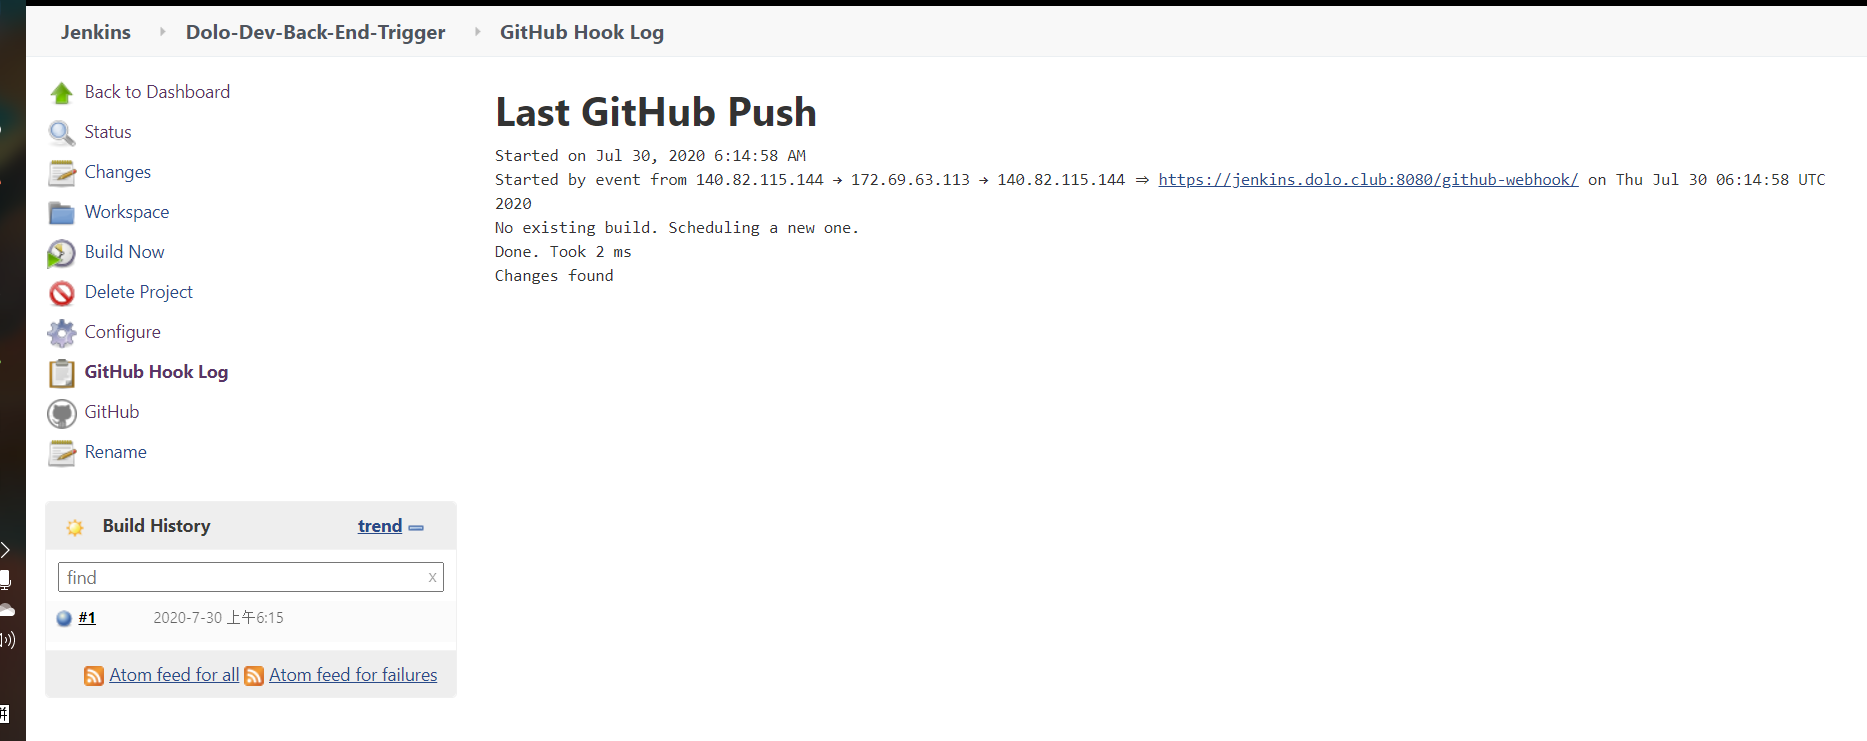 Jenkins
Dolo-Dev-Back-End-Trigger
GitHub Hook Log
Back to Dashboard
Status
Changes
Workspace
Build Now
Delete Project
Configure
GitHub Hook Log
GitHub
Rename
Build History
trend
find
x
#1
2020-7-30 上午6:15
Atom feed for all
Atom feed for failures
Last GitHub Push
Started on Jul 30, 2020 6:14:58 AM
Started by event from 140.82.115.144 → 172.69.63.113 → 140.82.115.144 ⇒ https://jenkins.dolo.club:8080/github-webhook/ on Thu Jul 30 06:14:58 UTC
2020
No existing build. Scheduling a new one.
Done. Took 2 ms
Changes found